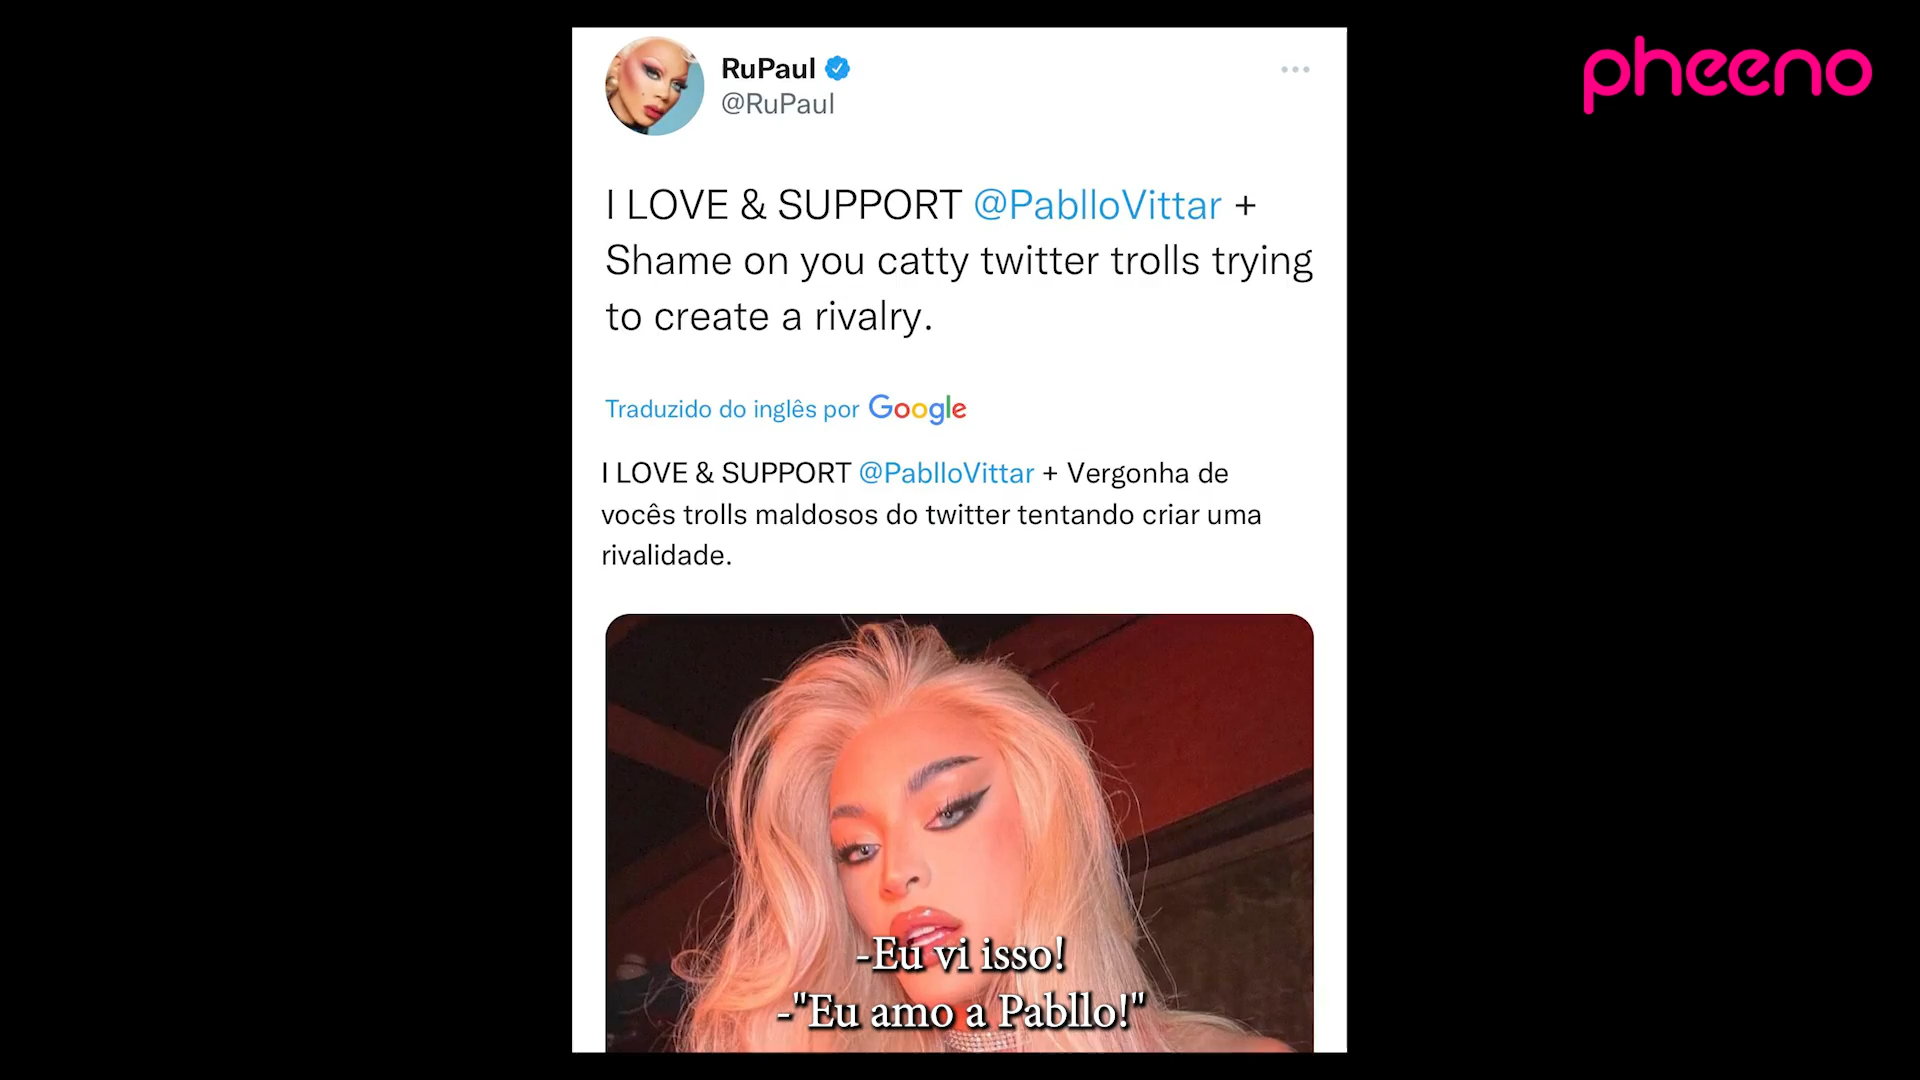 RuPaul
@RuPaul
pheeno
I LOVE & SUPPORT @PablloVittar +
Shame on you catty twitter trolls trying
to create a rivalry.
Traduzido do inglês por Google
I LOVE & SUPPORT @PablloVittar + Vergonha de
vocês trolls maldosos do twitter tentando criar uma
rivalidade.
-Eu vi isso!
-"Eu amo a Pabllo!"